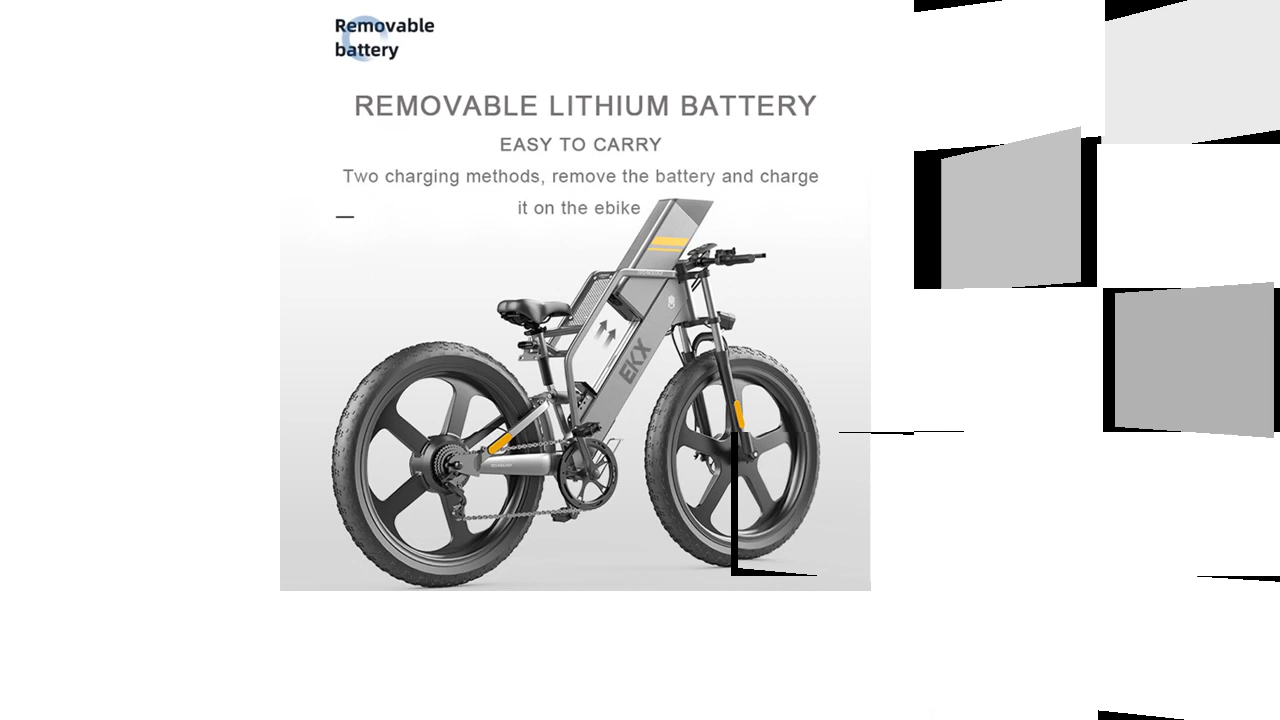 Removable
battery
REMOVABLE LITHIUM BATTERY
EASY TO CARRY
Two charging methods, remove the battery and charge
it on the ebike
EKX